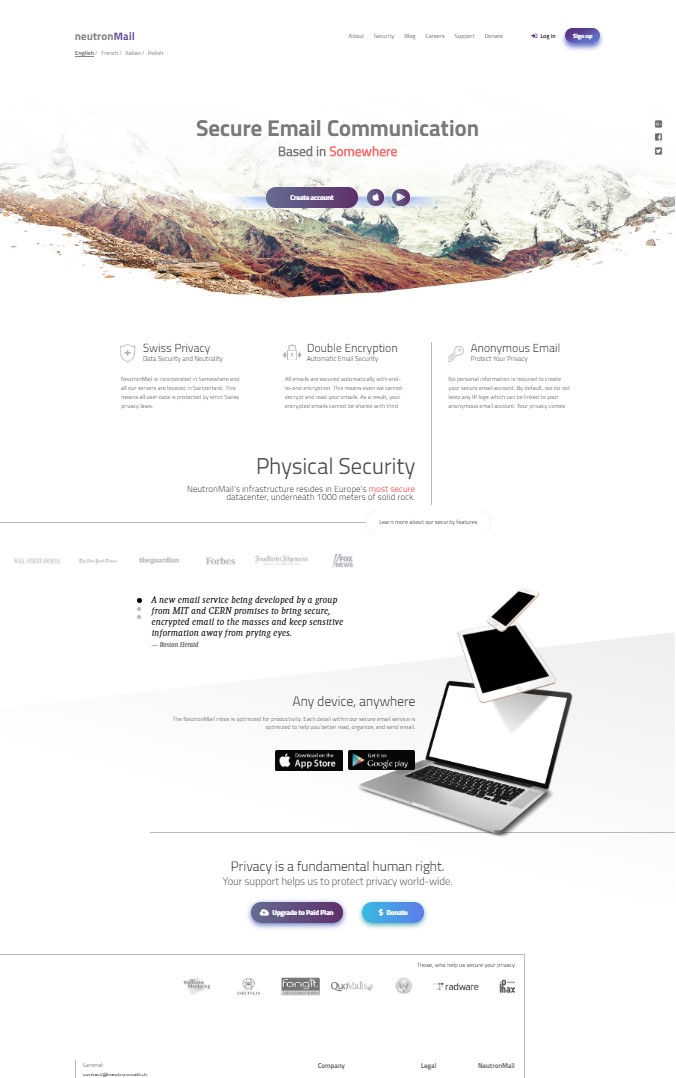 neutronMail
About Security Blog Careers Support Donate Log in Sign up
English / French / Italian / Polish
Secure Email Communication
Based in Somewhere
Create account
Swiss Privacy
Data Security and Neutrality
NeutronMail is incorporated in Somewhere and
all our servers are located in Switzerland. This
means all user data is protected by strict Swiss
privacy laws.
Double Encryption
Automatic Email Security
All emails are secured automatically with end-
to-end encryption. This means even we cannot
decrypt and read your emails. As a result, your
encrypted emails cannot be shared with third
Anonymous Email
Protect Your Privacy
No personal information is required to create
your secure email account. By default, we do not
keep any IP logs which can be linked to your
anonymous email account. Your privacy comes
Physical Security
NeutronMail's infrastructure resides in Europe's most secure
datacenter, underneath 1000 meters of solid rock.
Learn more about our security features
WALL STREET JOURNAL The New York Times theguardian Forbes Frankfurter Allgemeine FOX NEWS
A new email service being developed by a group
from MIT and CERN promises to bring secure,
encrypted email to the masses and keep sensitive
information away from prying eyes.
— Boston Herald
Any device, anywhere
The NeutronMail inbox is optimized for productivity. Each detail within our secure email service is
optimized to help you better read, organize, and send email.
Download on the
App Store
Get it on
Google play
Privacy is a fundamental human right.
Your support helps us to protect privacy world-wide.
Upgrade to Paid Plan
$ Donate
Those, who help us secure your privacy
fongit QuoVadis radware max
General:
contact@neutronmail.ch
Company Legal NeutronMail